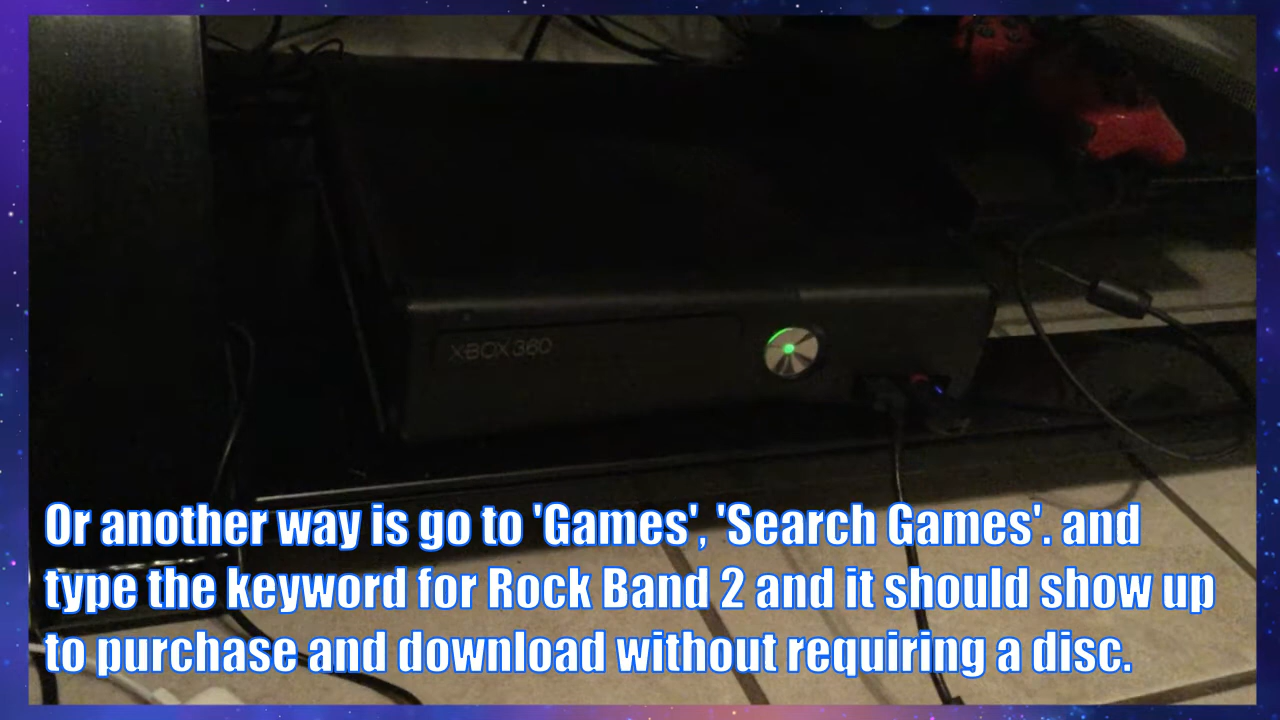 XBOX 360
Or another way is go to 'Games', 'Search Games'. and
type the keyword for Rock Band 2 and it should show up
to purchase and download without requiring a disc.